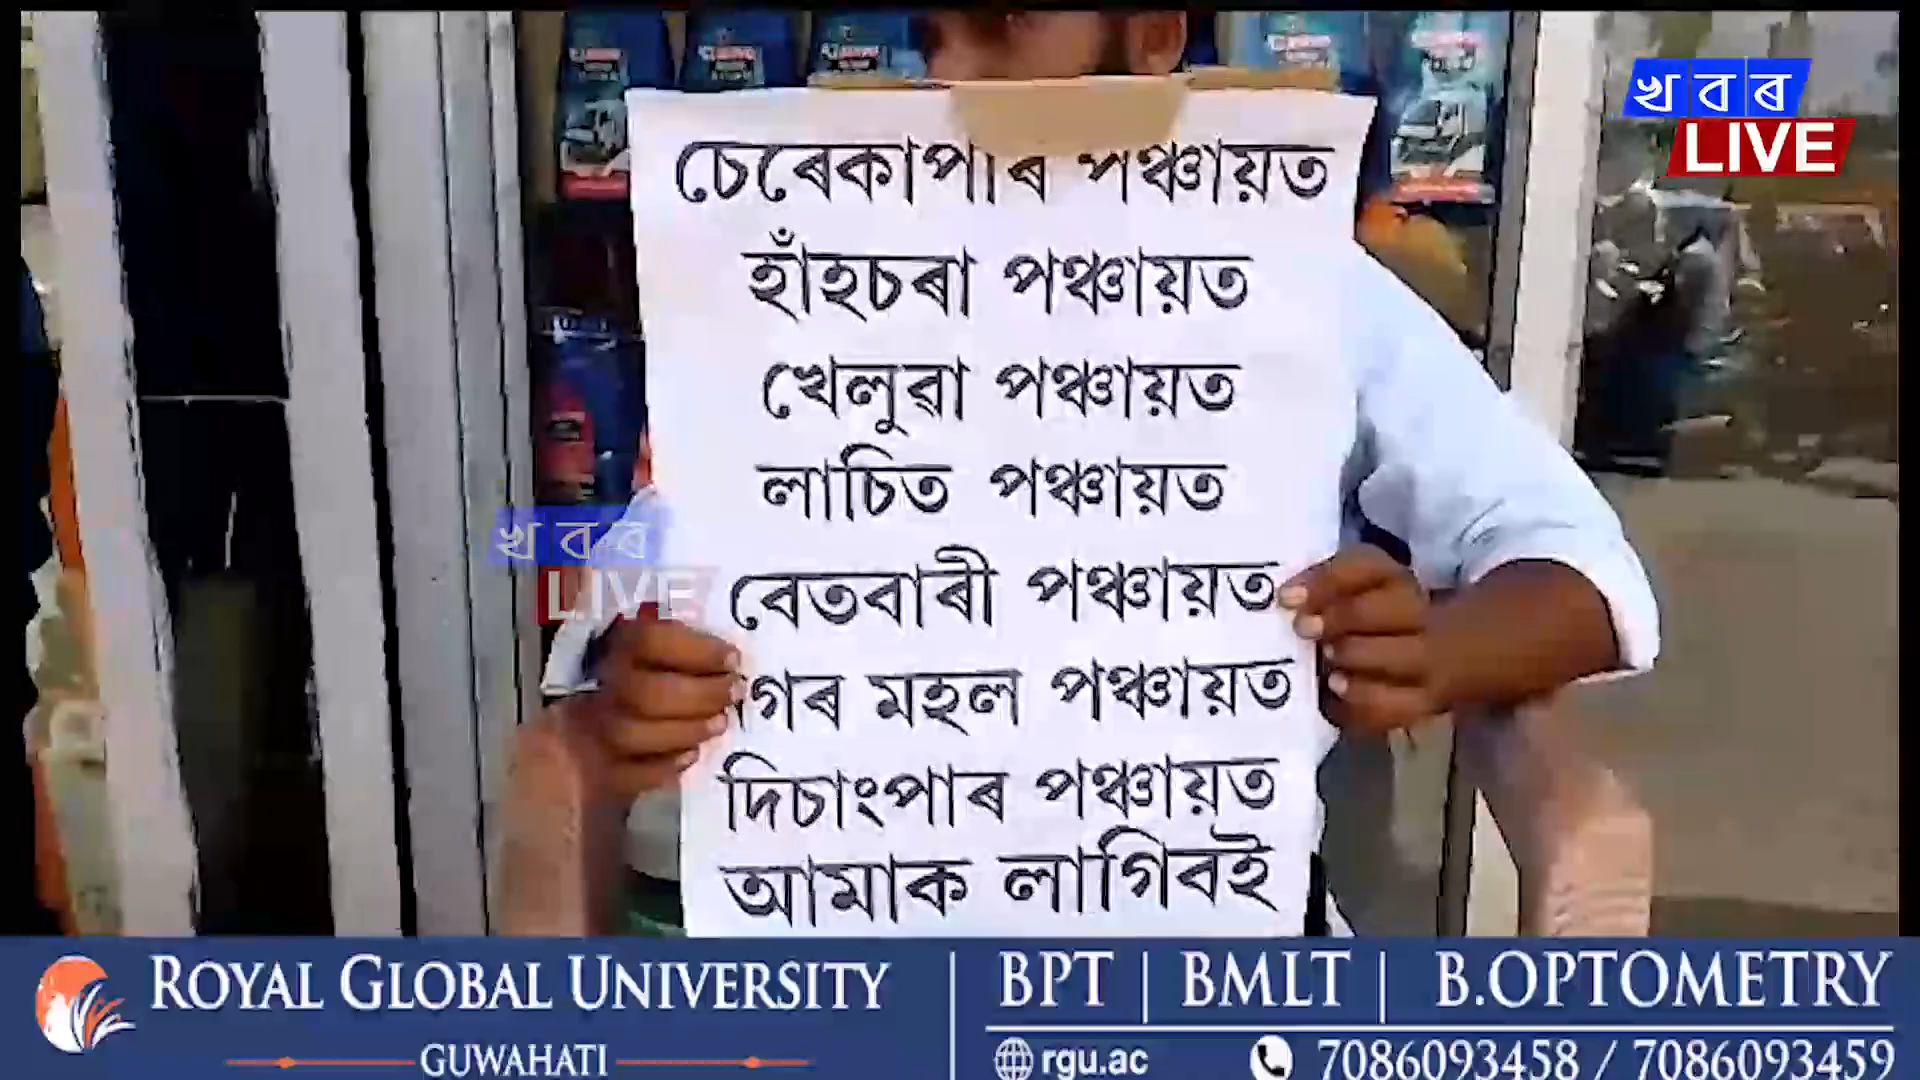 খবৰ
LIVE
চেৰেকাপাৰ পঞ্চায়ত
হাঁহচৰা পঞ্চায়ত
খেলুৱা পঞ্চায়ত
লাচিত পঞ্চায়ত
খবৰ
LIVE
বেতবাৰী পঞ্চায়ত
মহল পঞ্চায়ত
দিচাংপাৰ পঞ্চায়ত
আমাক লাগিবই
ROYAL GLOBAL UNIVERSITY
GUWAHATI
BPT | BMLT | B.OPTOMETRY
rgu.ac 7086093458 / 7086093459